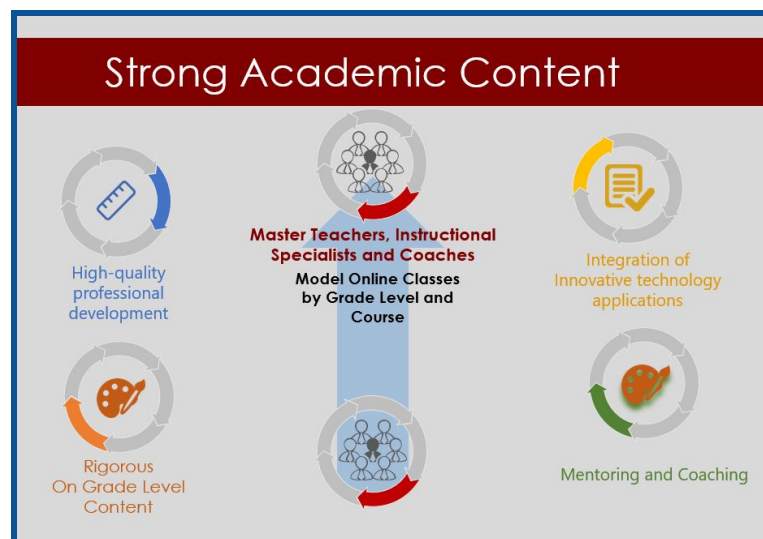 Strong Academic Content
High-quality
professional
development
Master Teachers, Instructional
Specialists and Coaches
Model Online Classes
by Grade Level and
Course
Integration of
Innovative technology
applications
Rigorous
On Grade Level
Content
Mentoring and Coaching